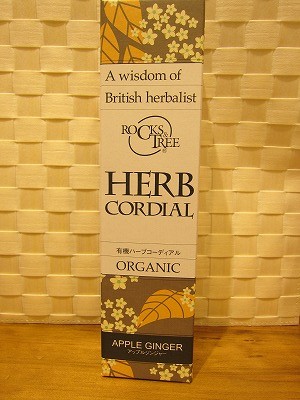 A wisdom of
British herbalist
ROCKS&
TREE
HERB
CORDIAL
有機ハーブコーディアル
ORGANIC
APPLE GINGER
アップルジンジャー